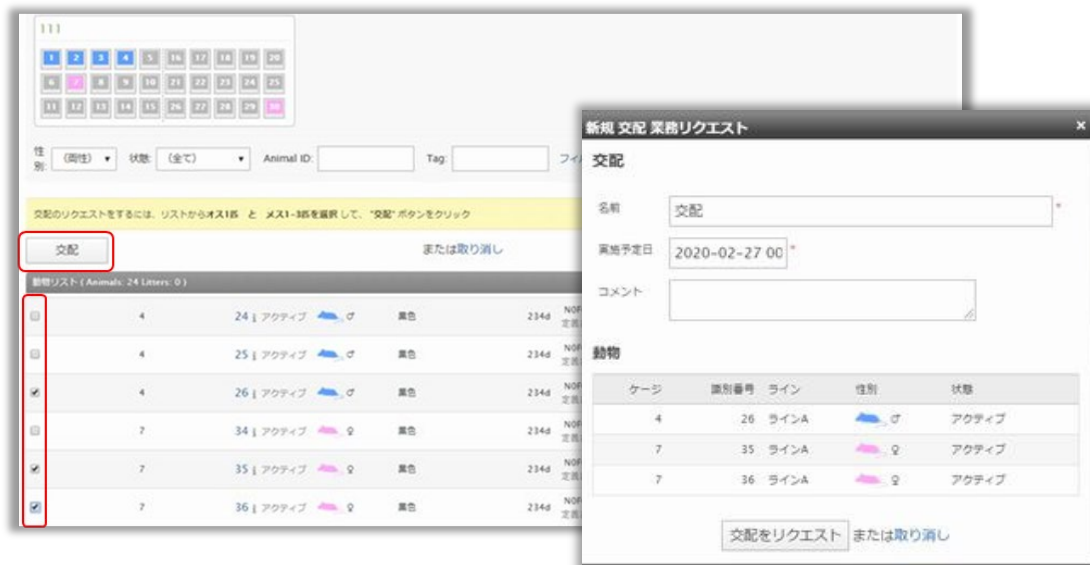 111
1 2 3 4 5 16 17 18 19 20
6 7 8 9 10 21 22 23 24 25
11 12 13 14 15 26 27 28 29 30
性別: (両性) 状態: (全て) Animal ID: Tag:
交配のリクエストをするには、リストからオス1匹 と メス1-3匹を選択 して、 "交配" ボタンをクリック
交配 または取り消し
動物リスト ( Animals: 24 Litters: 0 )
4 24 アクティブ ♂ 黒色 234d
4 25 アクティブ ♂ 黒色 234d
4 26 アクティブ ♂ 黒色 234d
7 34 アクティブ ♀ 黒色 234d
7 35 アクティブ ♀ 黒色 234d
7 36 アクティブ ♀ 黒色 234d
新規 交配 業務リクエスト ×
交配
名前 交配 *
実施予定日 2020-02-27 00 *
コメント
動物
ケージ 識別番号 ライン 性別 状態
4 26 ラインA ♂ アクティブ
7 35 ラインA ♀ アクティブ
7 36 ラインA ♀ アクティブ
交配をリクエスト または取り消し